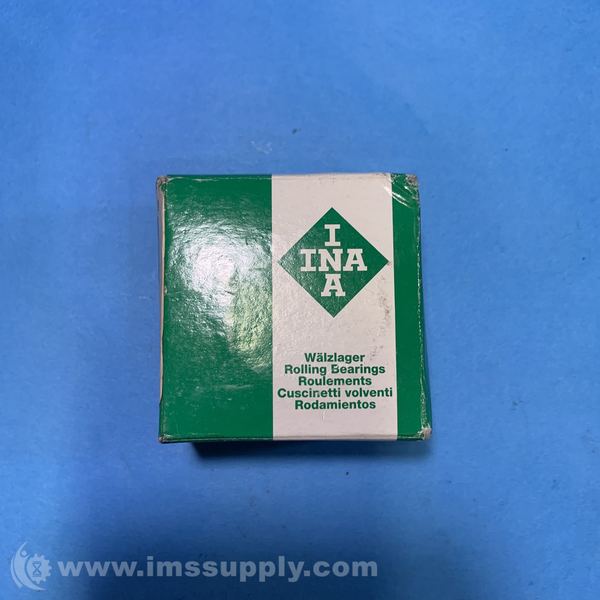 I
INA
A
Wälzlager
Rolling Bearings
Roulements
Cuscinetti volventi
Rodamientos
www.imssupply.com